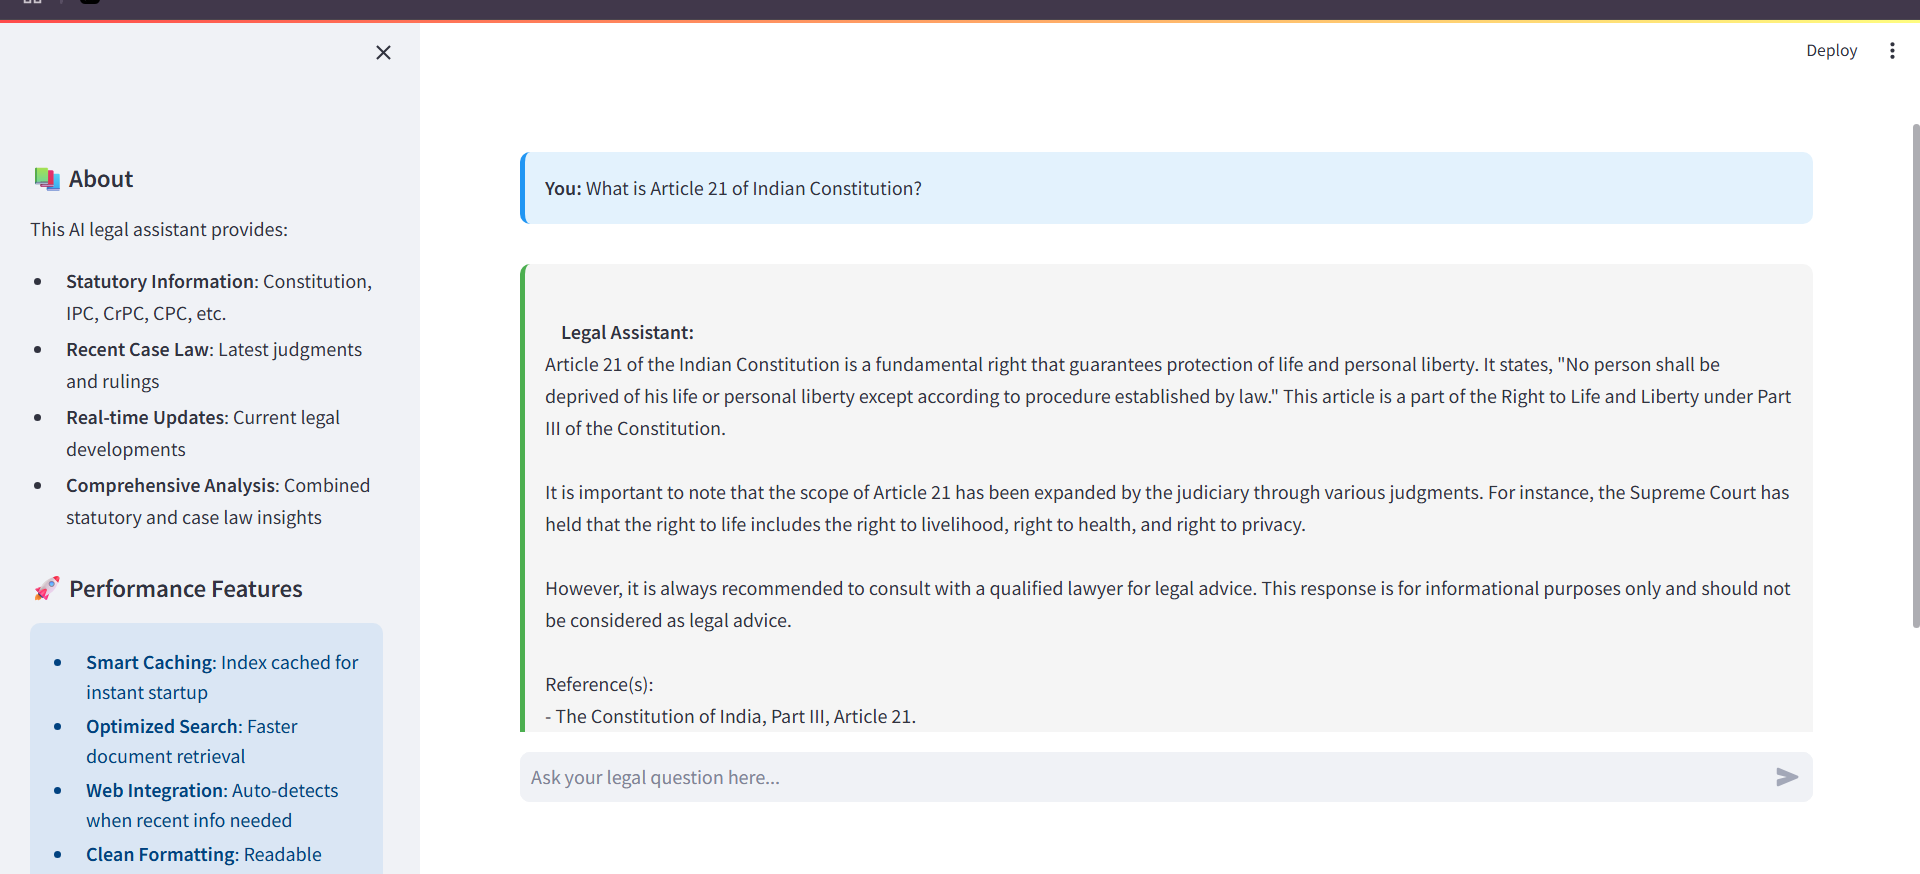 Deploy
📚 About
This AI legal assistant provides:
• Statutory Information: Constitution,
IPC, CrPC, CPC, etc.
• Recent Case Law: Latest judgments
and rulings
• Real-time Updates: Current legal
developments
• Comprehensive Analysis: Combined
statutory and case law insights
🚀 Performance Features
• Smart Caching: Index cached for
instant startup
• Optimized Search: Faster
document retrieval
• Web Integration: Auto-detects
when recent info needed
• Clean Formatting: Readable
You: What is Article 21 of Indian Constitution?
Legal Assistant:
Article 21 of the Indian Constitution is a fundamental right that guarantees protection of life and personal liberty. It states, "No person shall be
deprived of his life or personal liberty except according to procedure established by law." This article is a part of the Right to Life and Liberty under Part
III of the Constitution.
It is important to note that the scope of Article 21 has been expanded by the judiciary through various judgments. For instance, the Supreme Court has
held that the right to life includes the right to livelihood, right to health, and right to privacy.
However, it is always recommended to consult with a qualified lawyer for legal advice. This response is for informational purposes only and should not
be considered as legal advice.
Reference(s):
- The Constitution of India, Part III, Article 21.
Ask your legal question here...